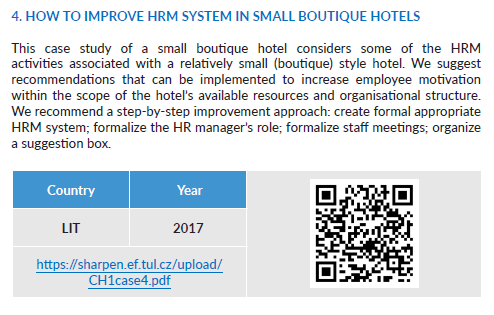 4. HOW TO IMPROVE HRM SYSTEM IN SMALL BOUTIQUE HOTELS
This case study of a small boutique hotel considers some of the HRM
activities associated with a relatively small (boutique) style hotel. We suggest
recommendations that can be implemented to increase employee motivation
within the scope of the hotel's available resources and organisational structure.
We recommend a step-by-step improvement approach: create formal appropriate
HRM system; formalize the HR manager's role; formalize staff meetings; organize
a suggestion box.
Country Year
LIT 2017
https://sharpen.ef.tul.cz/upload/
CH1case4.pdf